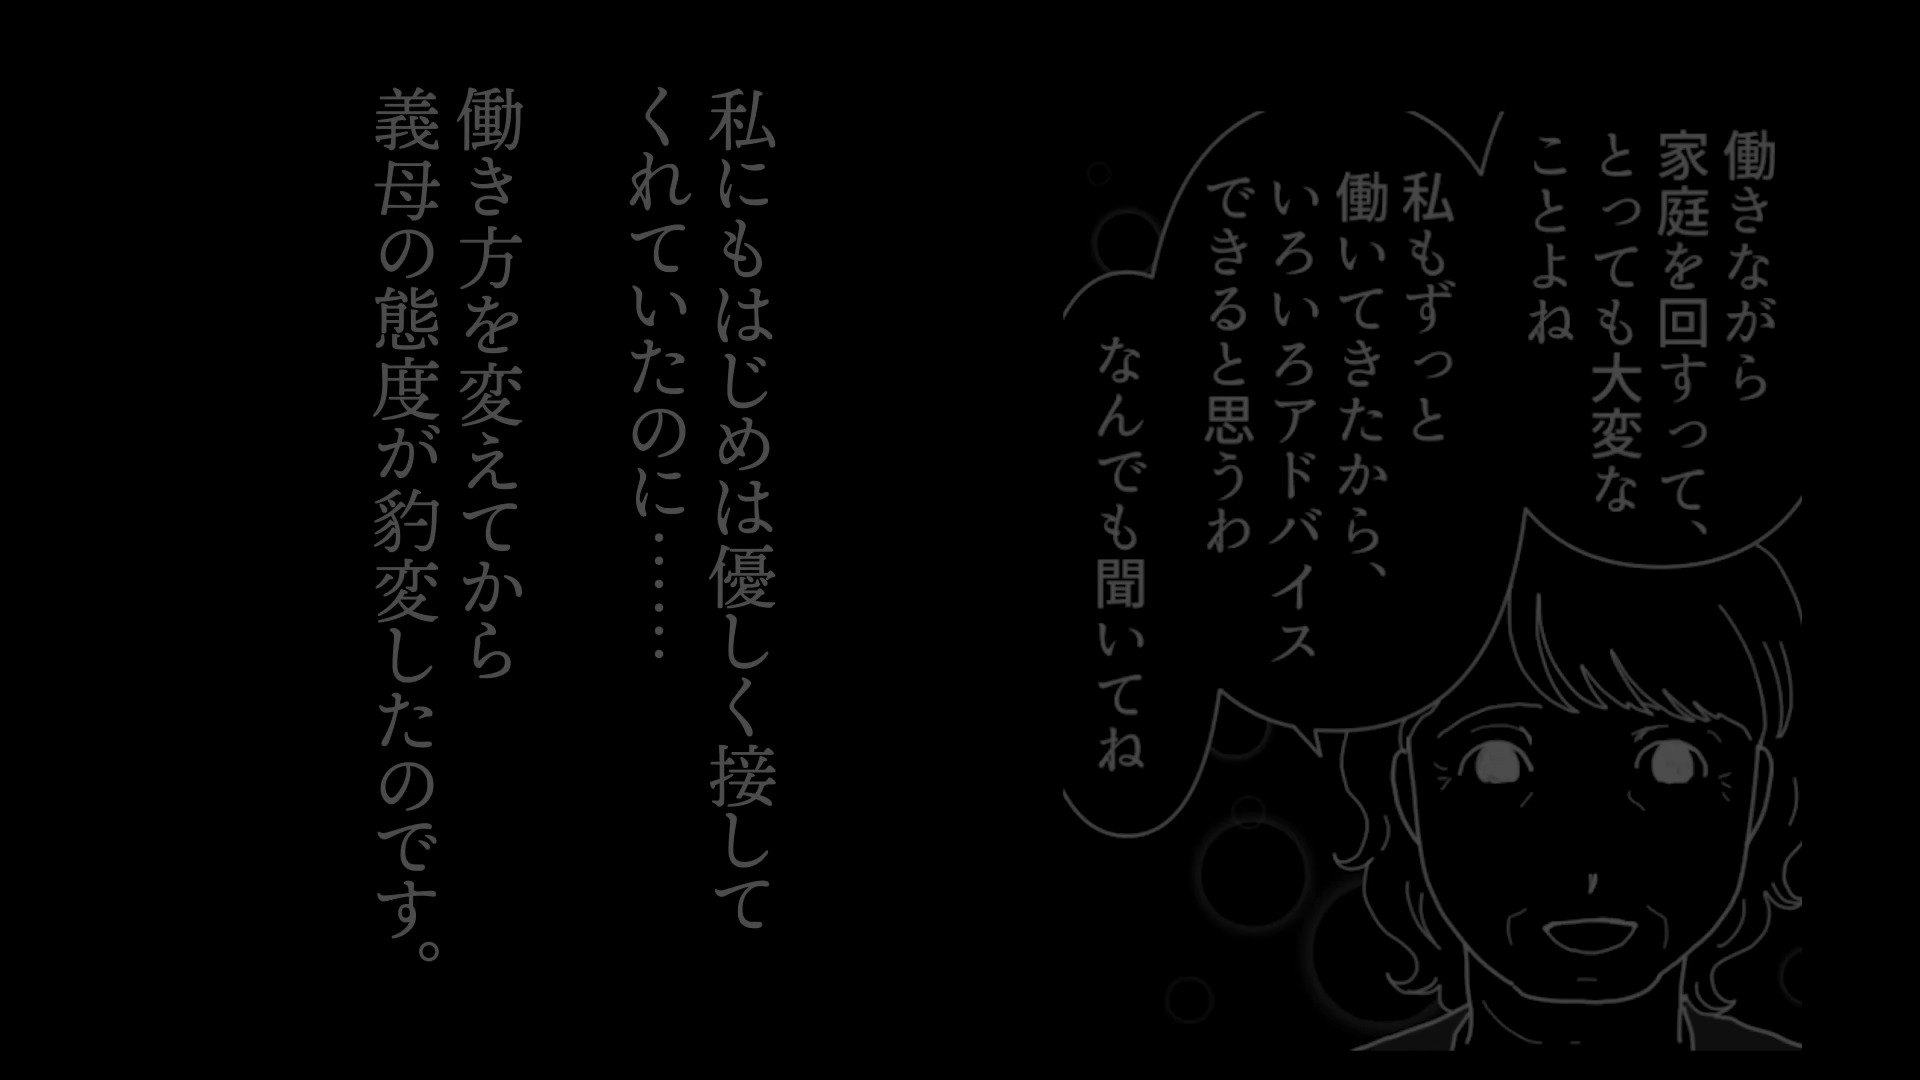 働きながら
家庭を回すって、
とっても大変な
ことよね
私もずっと
働いてきたから、
いろいろアドバイス
できると思うわ
なんでも聞いてね
私にもはじめは優しく接して
くれていたのに……
働き方を変えてから
義母の態度が豹変したのです。